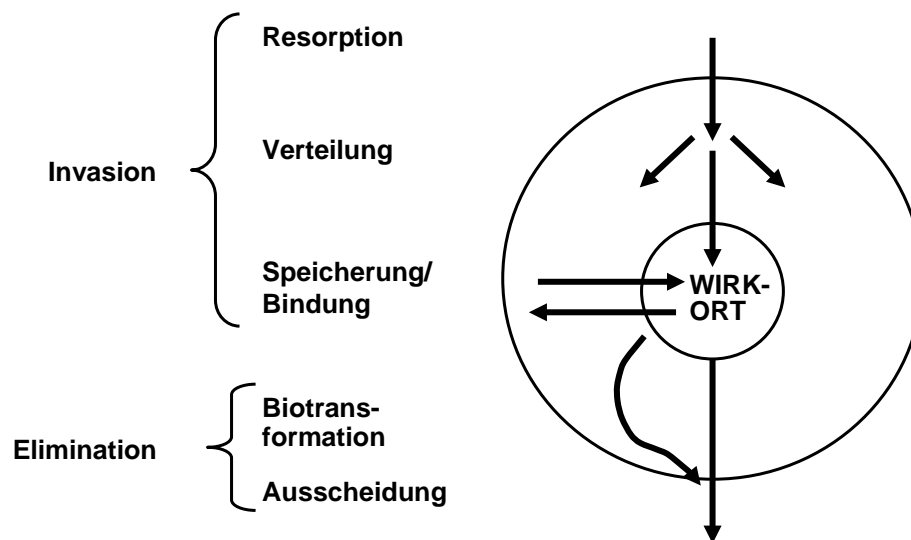 Invasion
Resorption
Verteilung
Speicherung/
Bindung
Elimination
Biotrans-
formation
Ausscheidung
WIRK-
ORT